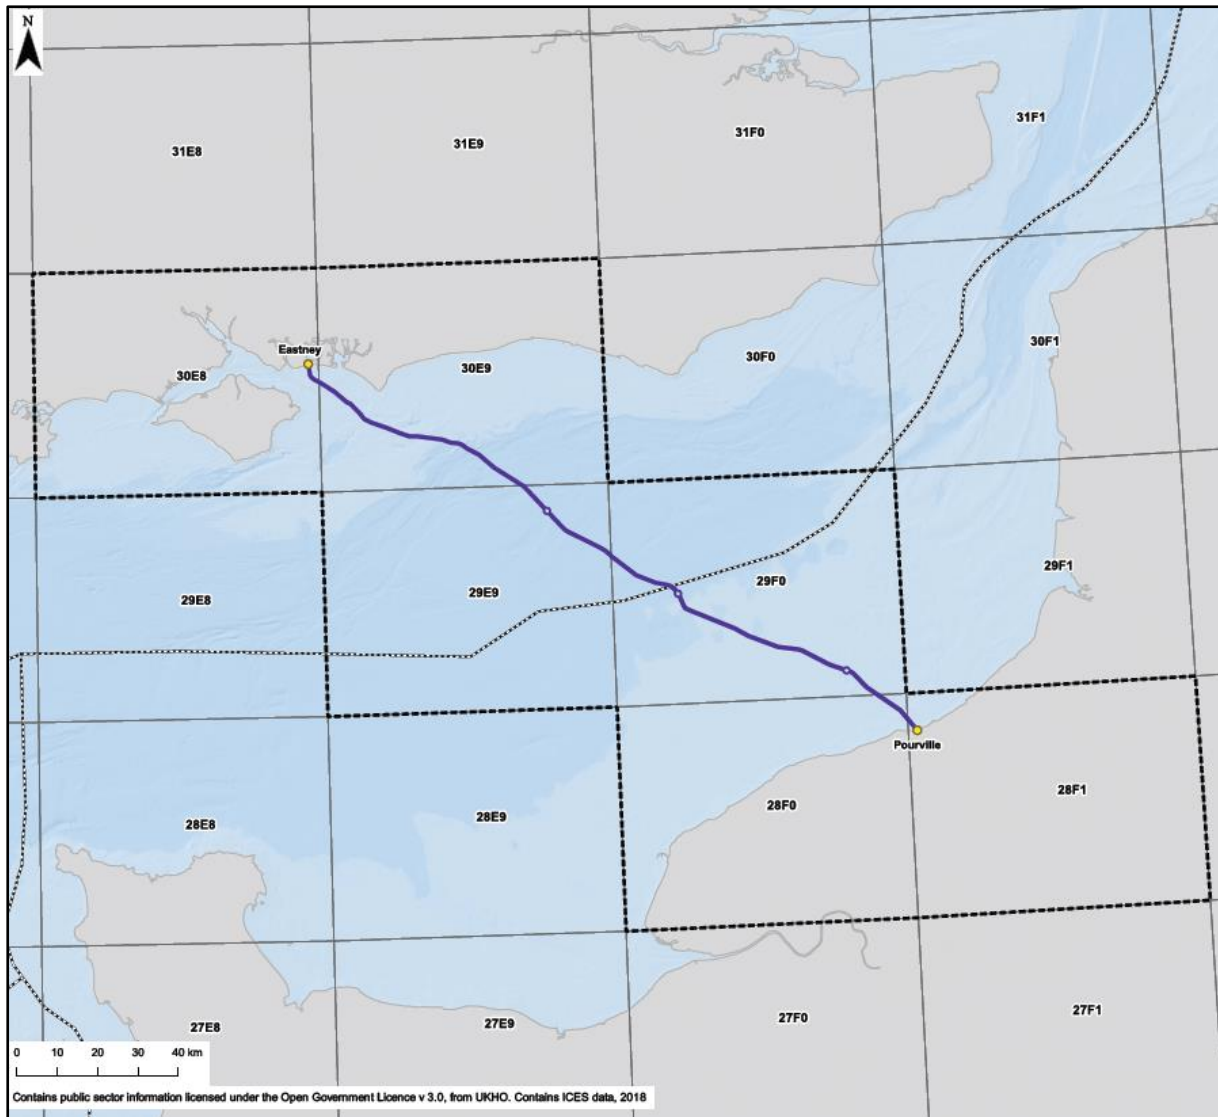 N
31E8
31E9
31F0
31F1
Eastney
30E8
30E9
30F0
30F1
29E8
29E9
29F0
29F1
Pourville
28E8
28E9
28F0
28F1
27E8
27E9
27F0
27F1
0 10 20 30 40 km
Contains public sector information licensed under the Open Government Licence v 3.0, from UKHO. Contains ICES data, 2018